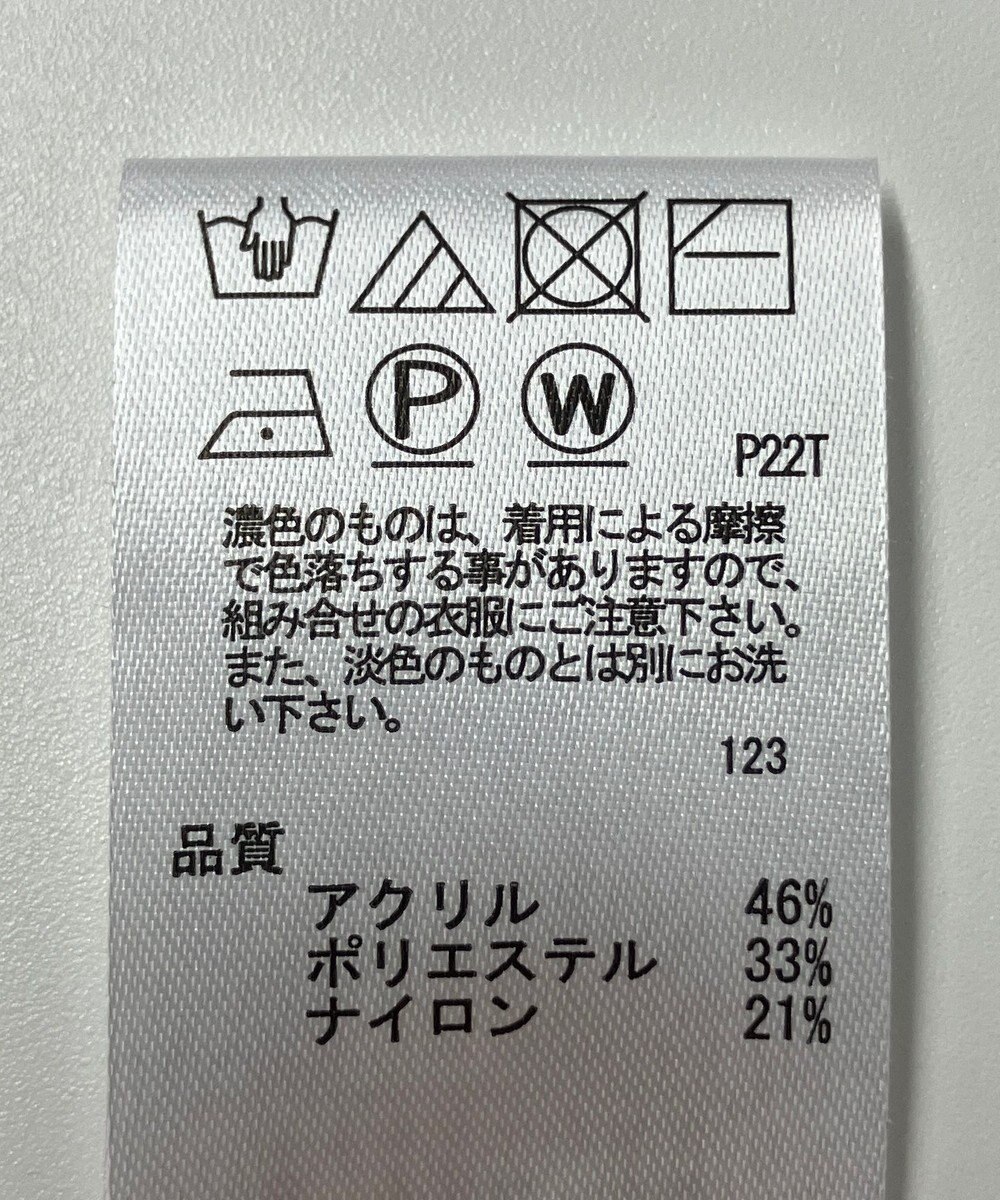 P
W
P22T
濃色のものは、着用による摩擦
で色落ちする事がありますので、
組み合せの衣服にご注意下さい。
また、淡色のものとは別にお洗
い下さい。
123
品質
アクリル 46%
ポリエステル 33%
ナイロン 21%